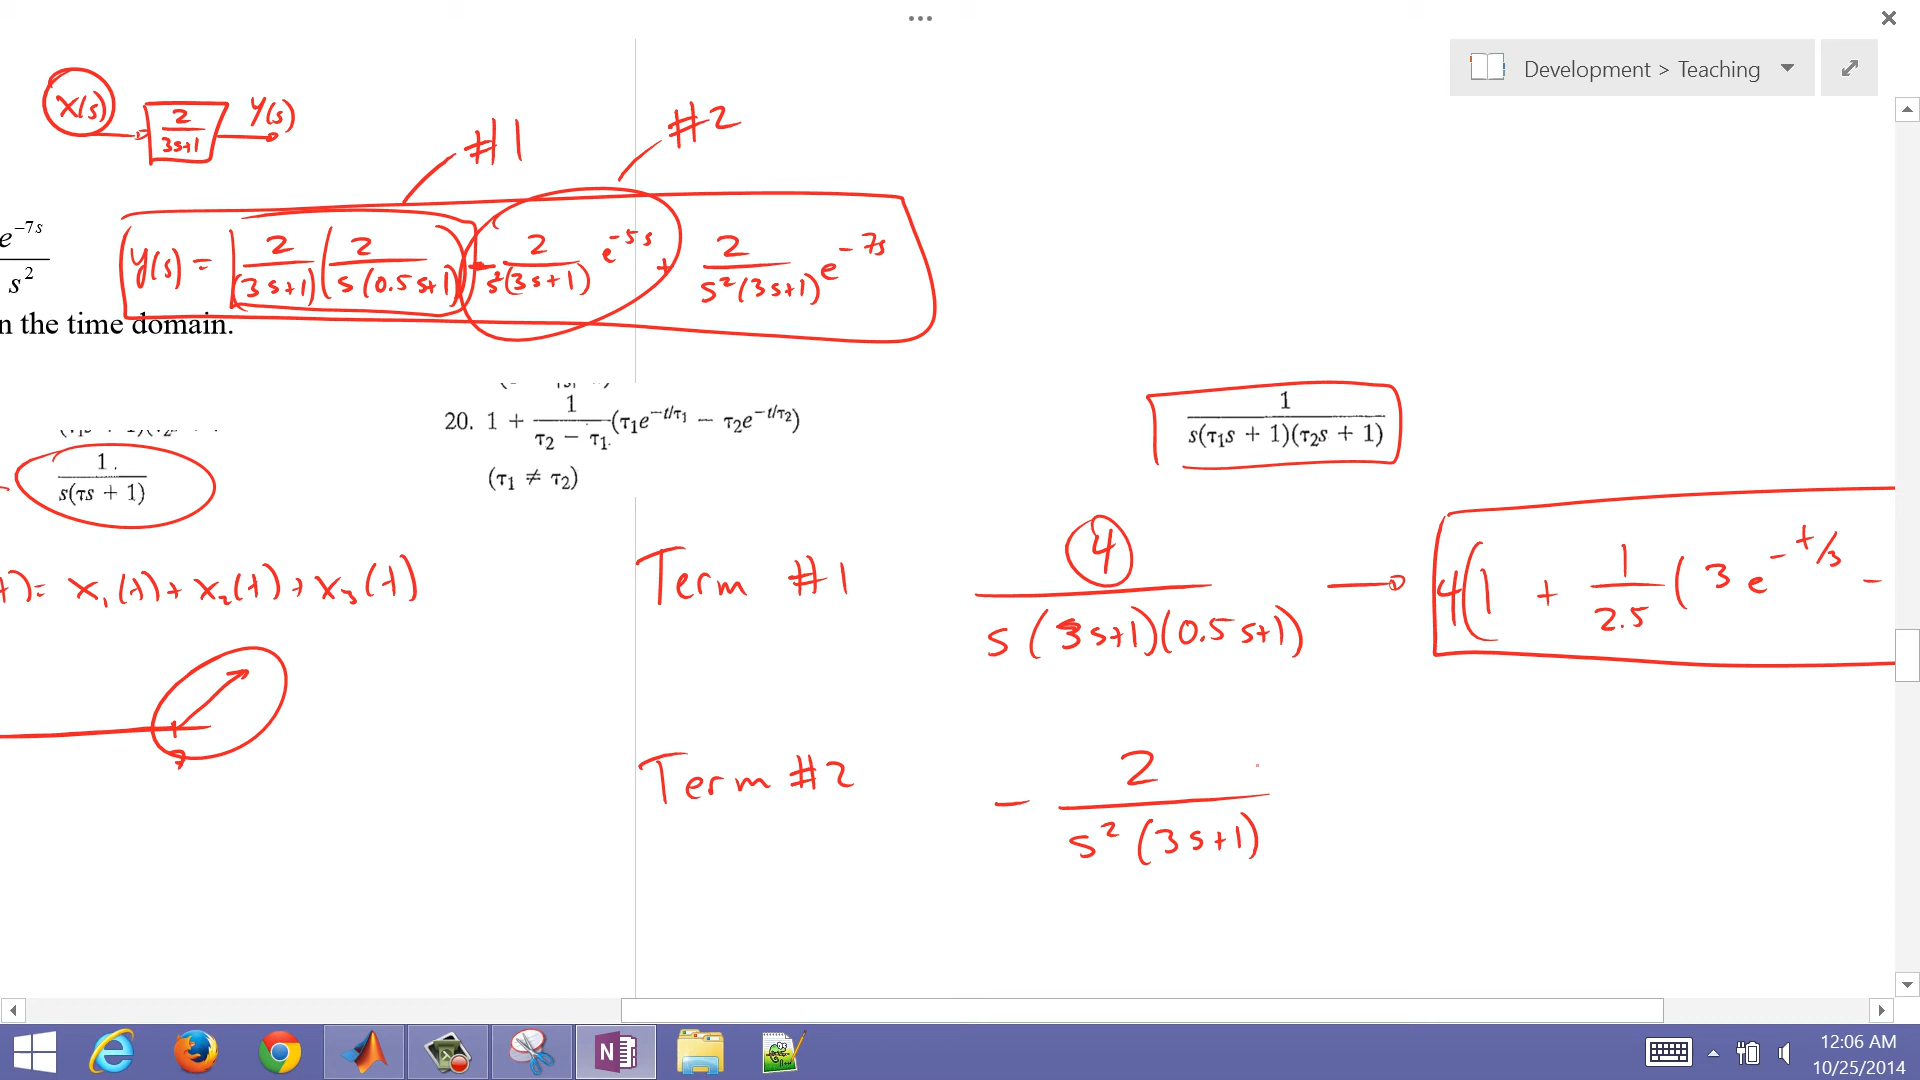 Development > Teaching
X(s)
2
3s+1
Y(s)
#1
#2
e^{-7s}
s^2
Y(s) = 2/(3s+1) (2/(s(0.5s+1))) - 2/(s^2(3s+1)) e^{-5s} + 2/(s^2(3s+1)) e^{-7s}
n the time domain.
1
s(τs + 1)
20. 1 + 1/(τ₂ − τ₁) (τ₁e^{−t/τ₁} − τ₂e^{−t/τ₂})
(τ₁ ≠ τ₂)
1
s(τ₁s + 1)(τ₂s + 1)
t) = x₁(t) + x₂(t) + x₃(t)
7
Term #1
4
s(3s+1)(0.5s+1)
4(1 + 1/2.5 (3e^{-t/3} -
Term #2
- 2
s^2(3s+1)
12:06 AM
10/25/2014